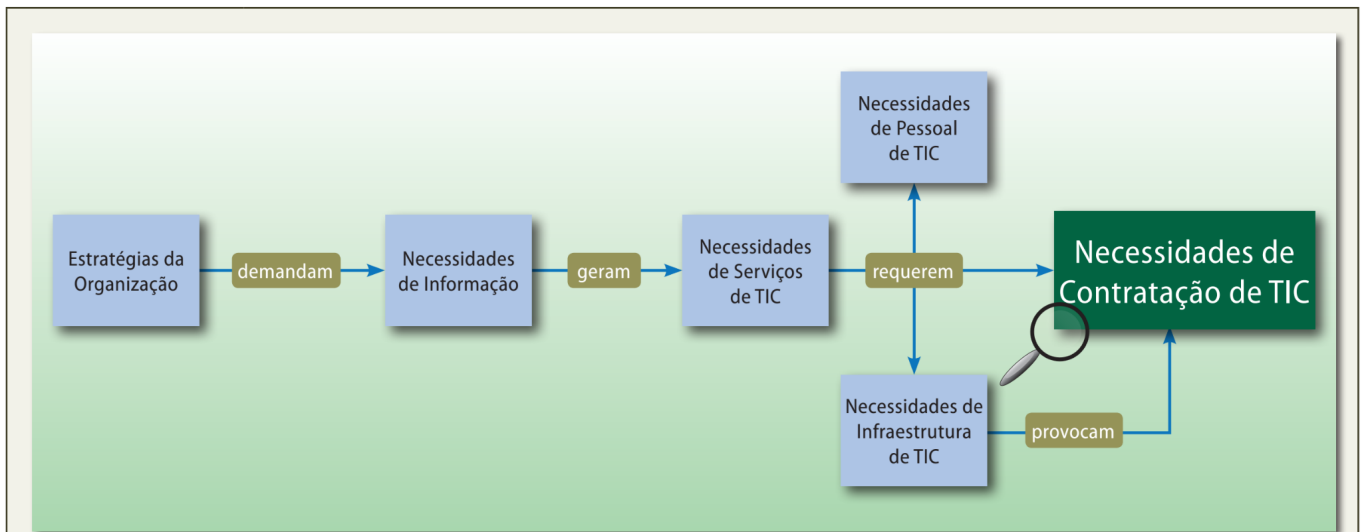 Estratégias da
Organização
demandam
Necessidades
de Informação
geram
Necessidades
de Serviços
de TIC
requerem
Necessidades
de Pessoal
de TIC
Necessidades de
Contratação de TIC
Necessidades de
Infraestrutura
de TIC
provocam